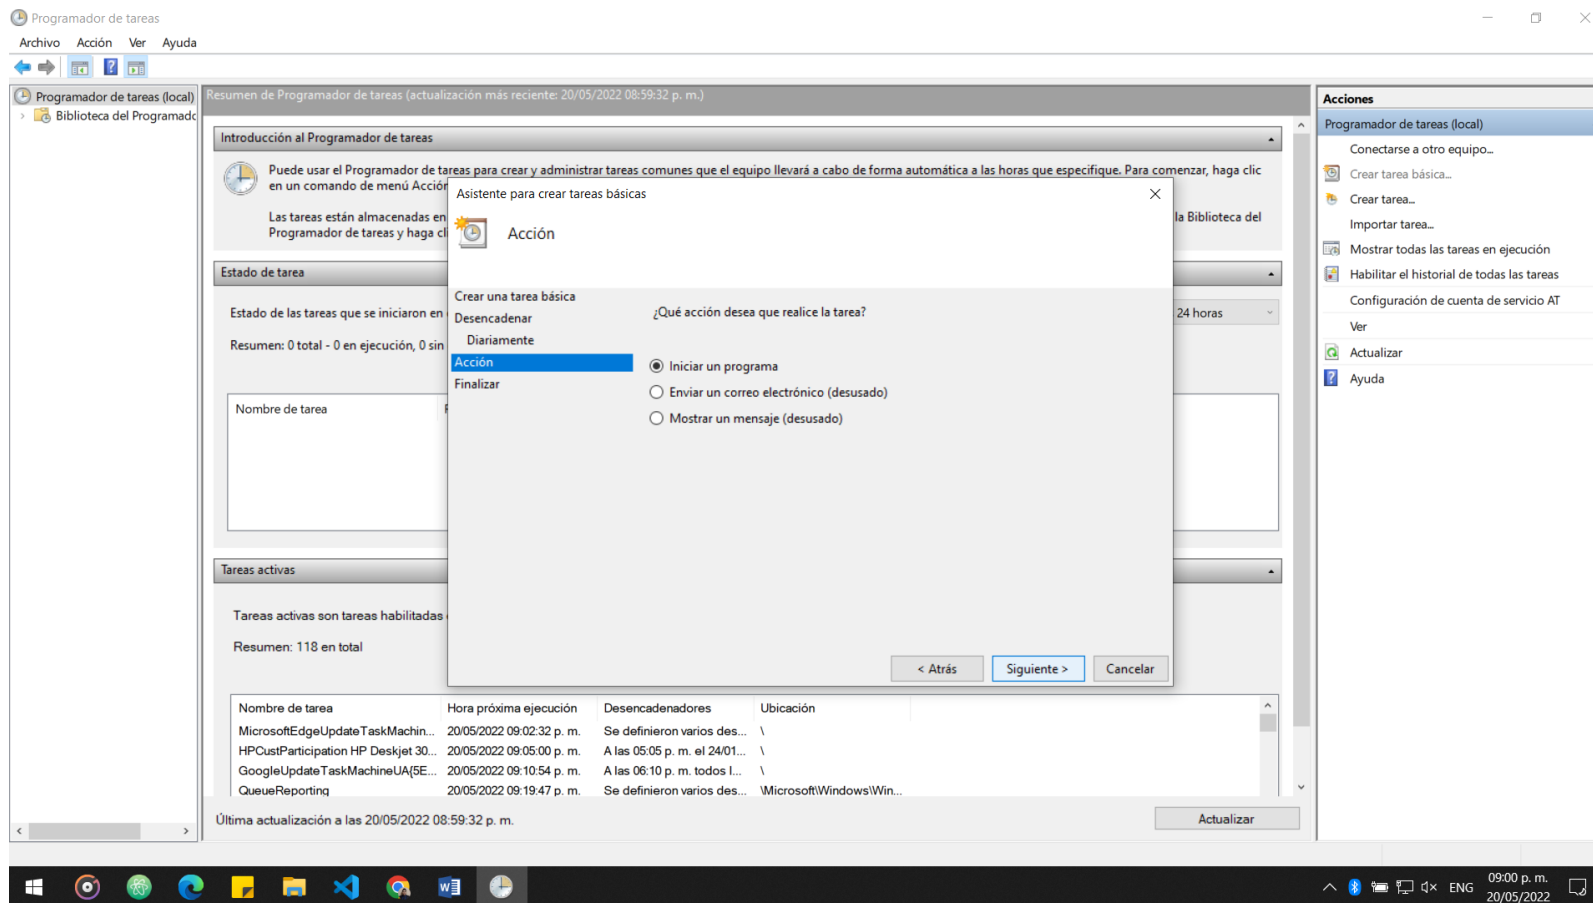 Programador de tareas
Archivo Acción Ver Ayuda
Programador de tareas (local)
Biblioteca del Programadc
Resumen de Programador de tareas (actualización más reciente: 20/05/2022 08:59:32 p. m.)
Introducción al Programador de tareas
Puede usar el Programador de tareas para crear y administrar tareas comunes que el equipo llevará a cabo de forma automática a las horas que especifique. Para comenzar, haga clic
en un comando de menú Acción
Las tareas están almacenadas en
la Biblioteca del
Programador de tareas y haga cl
Estado de tarea
Estado de las tareas que se iniciaron en
24 horas
Resumen: 0 total - 0 en ejecución, 0 sin
Nombre de tarea
Tareas activas
Tareas activas son tareas habilitadas
Resumen: 118 en total
Nombre de tarea Hora próxima ejecución Desencadenadores Ubicación
MicrosoftEdgeUpdateTaskMachin... 20/05/2022 09:02:32 p. m. Se definieron varios des... \
HPCustParticipation HP Deskjet 30... 20/05/2022 09:05:00 p. m. A las 05:05 p. m. el 24/01... \
GoogleUpdateTaskMachineUA{5E... 20/05/2022 09:10:54 p. m. A las 06:10 p. m. todos l... \
QueueReporting 20/05/2022 09:19:47 p. m. Se definieron varios des... \Microsoft\Windows\Win...
Última actualización a las 20/05/2022 08:59:32 p. m.
Actualizar
Asistente para crear tareas básicas
Acción
Crear una tarea básica
Desencadenar
Diariamente
Acción
Finalizar
¿Qué acción desea que realice la tarea?
Iniciar un programa
Enviar un correo electrónico (desusado)
Mostrar un mensaje (desusado)
< Atrás Siguiente > Cancelar
Acciones
Programador de tareas (local)
Conectarse a otro equipo...
Crear tarea básica...
Crear tarea...
Importar tarea...
Mostrar todas las tareas en ejecución
Habilitar el historial de todas las tareas
Configuración de cuenta de servicio AT
Ver
Actualizar
Ayuda
ENG
09:00 p. m.
20/05/2022